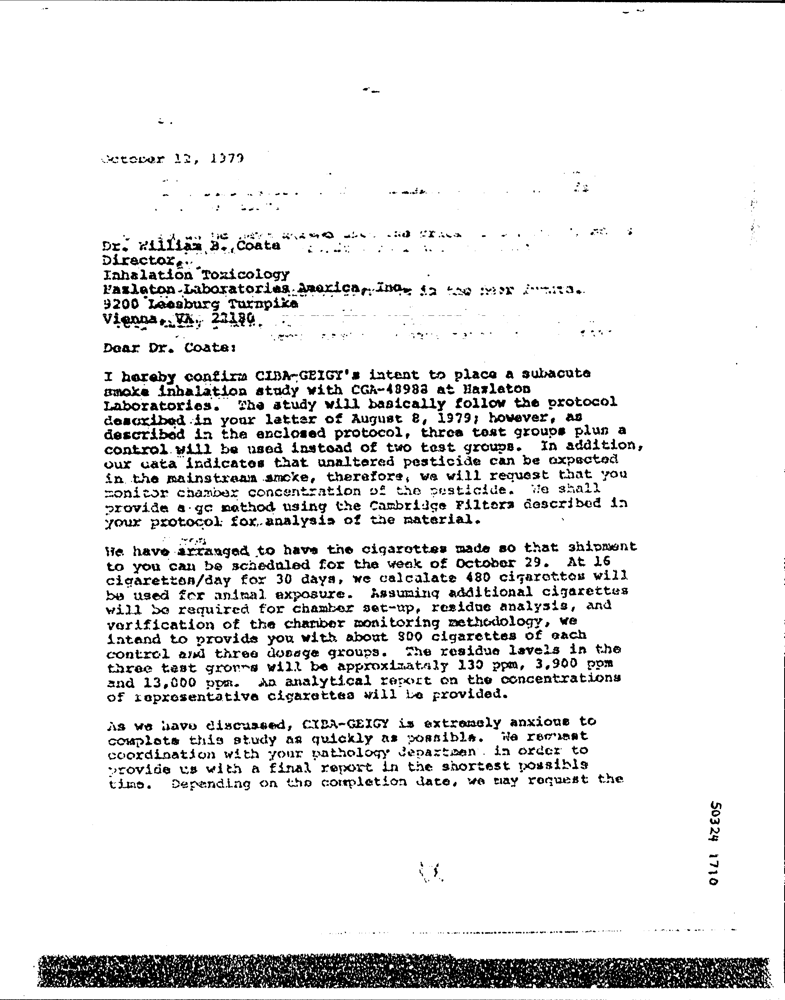 October 12, 1979
Dr. William B. Coate
Director,
Inhalation Toxicology
Hazleton Laboratories America, Inc.
9200 Leesburg Turnpike
Vienna, VA. 22180
Dear Dr. Coate:
I hereby confirm CIBA-GEIGY's intent to place a subacute
smoke inhalation study with CGA-48988 at Hazleton
Laboratories. The study will basically follow the protocol
described in your letter of August 8, 1979; however, as
described in the enclosed protocol, three test groups plus a
control will be used instead of two test groups. In addition,
our data indicates that unaltered pesticide can be expected
in the mainstream smoke, therefore, we will request that you
monitor chamber concentration of the pesticide. We shall
provide a gc method using the Cambridge Filters described in
your protocol for analysis of the material.
We have arranged to have the cigarettes made so that shipment
to you can be scheduled for the week of October 29. At 16
cigarettes/day for 30 days, we calculate 480 cigarettes will
be used for animal exposure. Assuming additional cigarettes
will be required for chamber set-up, residue analysis, and
verification of the chamber monitoring methodology, we
intend to provide you with about 800 cigarettes of each
control and three dosage groups. The residue levels in the
three test groups will be approximately 130 ppm, 3,900 ppm
and 13,000 ppm. An analytical report on the concentrations
of representative cigarettes will be provided.
As we have discussed, CIBA-GEIGY is extremely anxious to
complete this study as quickly as possible. We request
coordination with your pathology departmen in order to
provide us with a final report in the shortest possible
time. Depending on the completion date, we may request the
50324 1710